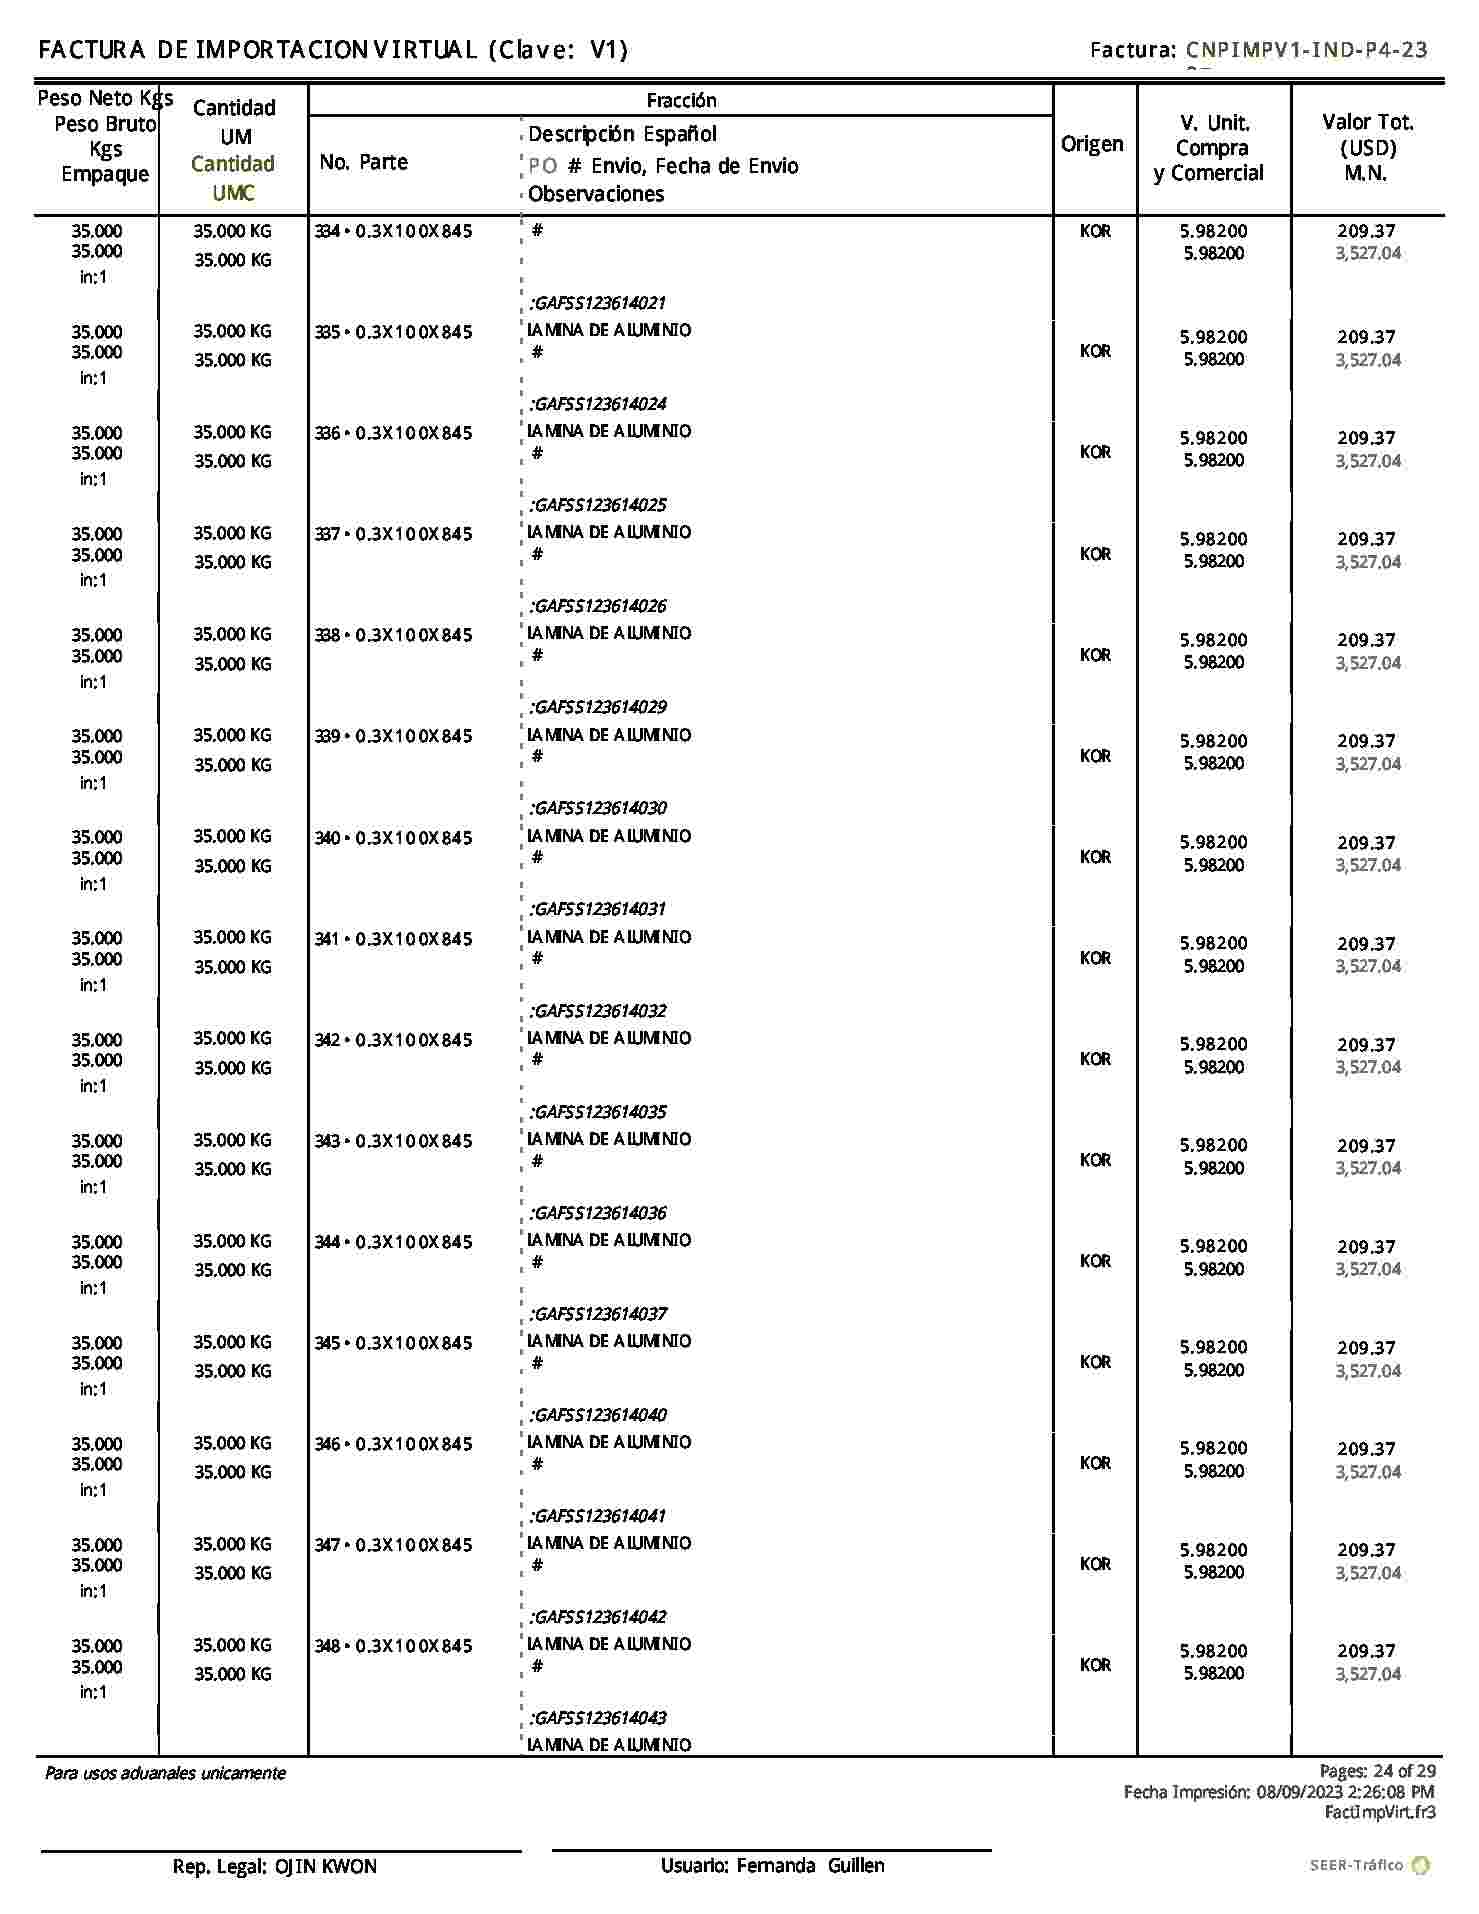 FACTURA DE IMPORTACION VIRTUAL (Clave: V1)
Factura: CNPIMPV1-IND-P4-23
Peso Neto Kgs
Peso Bruto
Kgs
Empaque
Cantidad
UM
Cantidad
UMC
Fracción
No. Parte
Descripción Español
PO # Envio, Fecha de Envio
Observaciones
Origen
V. Unit.
Compra
y Comercial
Valor Tot.
(USD)
M.N.
35.000 35.000 KG 334 • 0.3X100X845 # KOR 5.98200 209.37
35.000 35.000 KG 5.98200 3,527.04
in:1
:GAFSS123614021
35.000 35.000 KG 335 • 0.3X100X845 LAMINA DE ALUMINIO 5.98200 209.37
35.000 35.000 KG # KOR 5.98200 3,527.04
in:1
:GAFSS123614024
35.000 35.000 KG 336 • 0.3X100X845 LAMINA DE ALUMINIO 5.98200 209.37
35.000 35.000 KG # KOR 5.98200 3,527.04
in:1
:GAFSS123614025
35.000 35.000 KG 337 • 0.3X100X845 LAMINA DE ALUMINIO 5.98200 209.37
35.000 35.000 KG # KOR 5.98200 3,527.04
in:1
:GAFSS123614026
35.000 35.000 KG 338 • 0.3X100X845 LAMINA DE ALUMINIO 5.98200 209.37
35.000 35.000 KG # KOR 5.98200 3,527.04
in:1
:GAFSS123614029
35.000 35.000 KG 339 • 0.3X100X845 LAMINA DE ALUMINIO 5.98200 209.37
35.000 35.000 KG # KOR 5.98200 3,527.04
in:1
:GAFSS123614030
35.000 35.000 KG 340 • 0.3X100X845 LAMINA DE ALUMINIO 5.98200 209.37
35.000 35.000 KG # KOR 5.98200 3,527.04
in:1
:GAFSS123614031
35.000 35.000 KG 341 • 0.3X100X845 LAMINA DE ALUMINIO 5.98200 209.37
35.000 35.000 KG # KOR 5.98200 3,527.04
in:1
:GAFSS123614032
35.000 35.000 KG 342 • 0.3X100X845 LAMINA DE ALUMINIO 5.98200 209.37
35.000 35.000 KG # KOR 5.98200 3,527.04
in:1
:GAFSS123614035
35.000 35.000 KG 343 • 0.3X100X845 LAMINA DE ALUMINIO 5.98200 209.37
35.000 35.000 KG # KOR 5.98200 3,527.04
in:1
:GAFSS123614036
35.000 35.000 KG 344 • 0.3X100X845 LAMINA DE ALUMINIO 5.98200 209.37
35.000 35.000 KG # KOR 5.98200 3,527.04
in:1
:GAFSS123614037
35.000 35.000 KG 345 • 0.3X100X845 LAMINA DE ALUMINIO 5.98200 209.37
35.000 35.000 KG # KOR 5.98200 3,527.04
in:1
:GAFSS123614040
35.000 35.000 KG 346 • 0.3X100X845 LAMINA DE ALUMINIO 5.98200 209.37
35.000 35.000 KG # KOR 5.98200 3,527.04
in:1
:GAFSS123614041
35.000 35.000 KG 347 • 0.3X100X845 LAMINA DE ALUMINIO 5.98200 209.37
35.000 35.000 KG # KOR 5.98200 3,527.04
in:1
:GAFSS123614042
35.000 35.000 KG 348 • 0.3X100X845 LAMINA DE ALUMINIO 5.98200 209.37
35.000 35.000 KG # KOR 5.98200 3,527.04
in:1
:GAFSS123614043
LAMINA DE ALUMINIO
Para usos aduanales unicamente
Pages: 24 of 29
Fecha Impresión: 08/09/2023 2:26:08 PM
FactImpVirt.fr3
Rep. Legal: OJIN KWON
Usuario: Fernanda Guillen
SEER-Tráfico